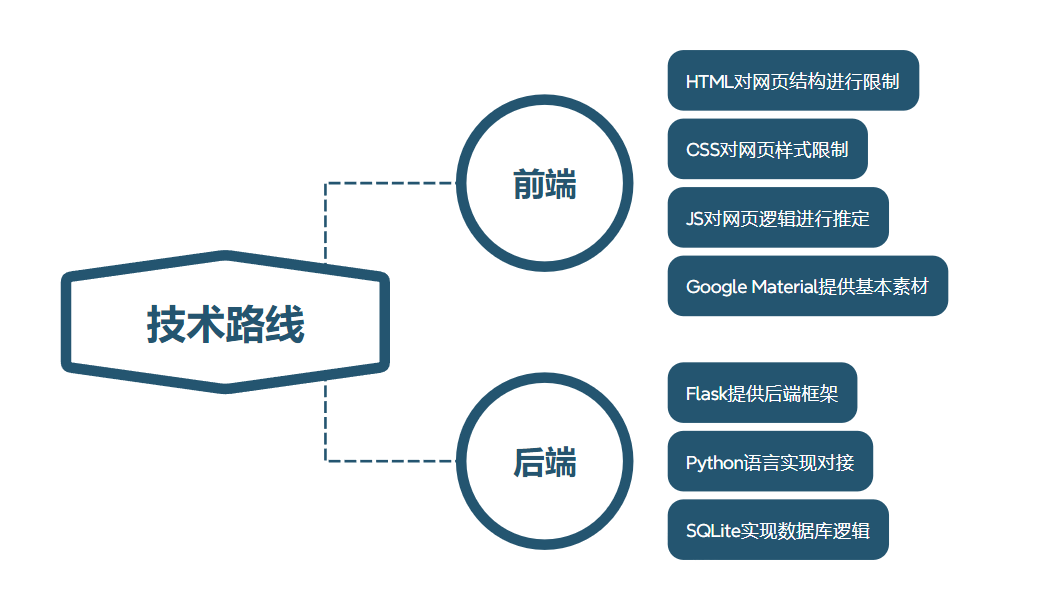 技术路线
前端
HTML对网页结构进行限制
CSS对网页样式限制
JS对网页逻辑进行推定
Google Material提供基本素材
后端
Flask提供后端框架
Python语言实现对接
SQLite实现数据库逻辑